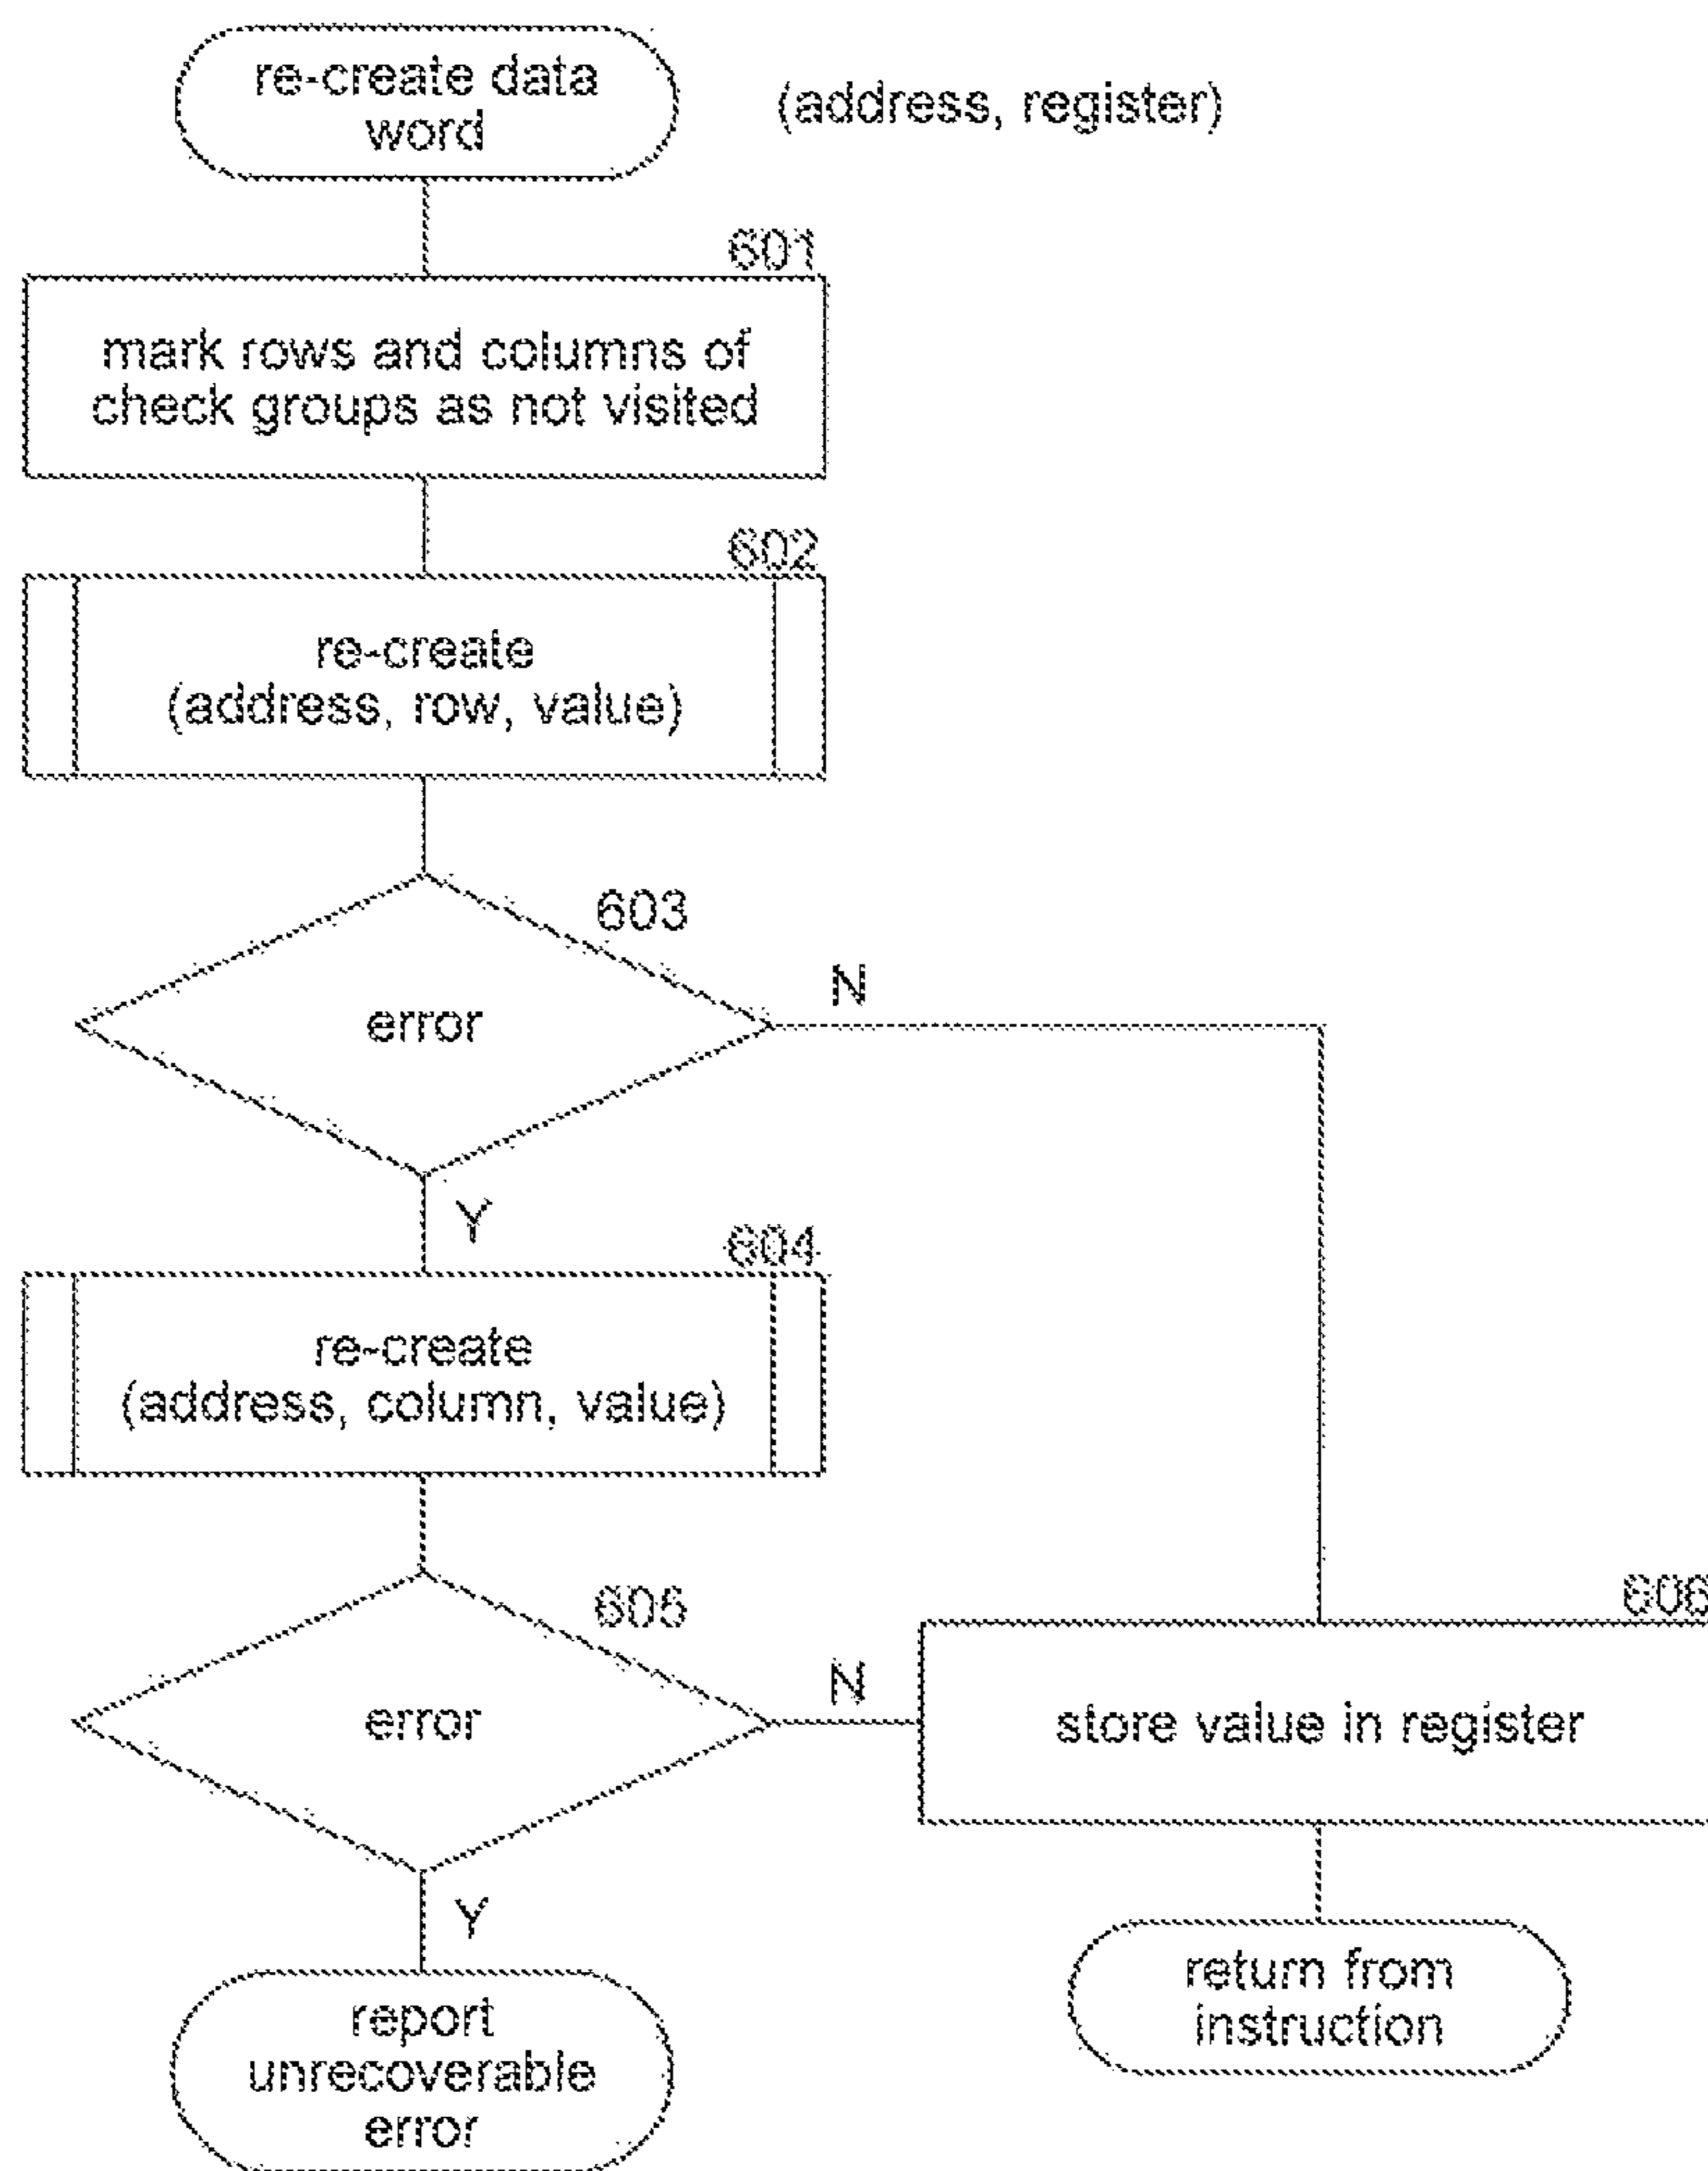 re-create data
word
(address, register)
601
mark rows and columns of
check groups as not visited
602
re-create
(address, row, value)
603
error
N
Y
604
re-create
(address, column, value)
605
error
N
606
store value in register
Y
report
unrecoverable
error
return from
instruction